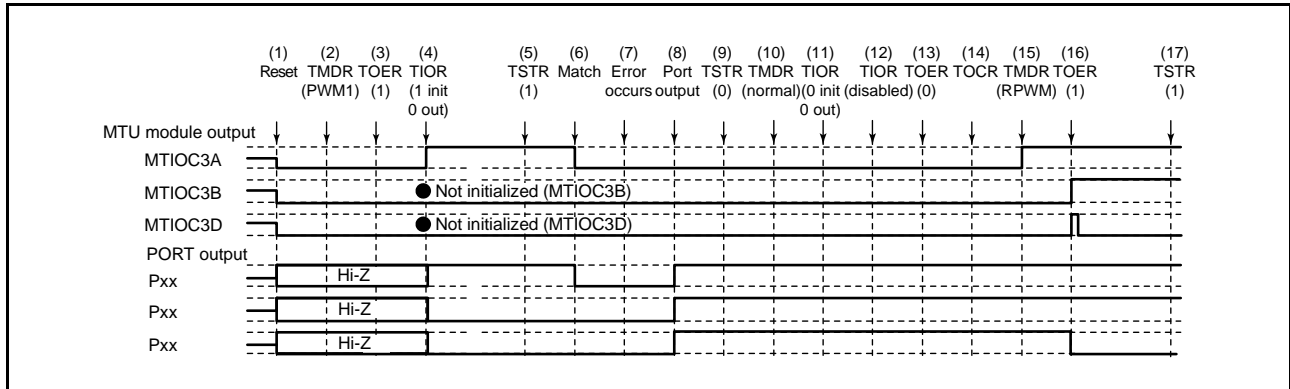 (1) (2) (3) (4) (5) (6) (7) (8) (9) (10) (11) (12) (13) (14) (15) (16) (17)
Reset TMDR TOER TIOR TSTR Match Error Port TSTR TMDR TIOR TIOR TOER TOCR TMDR TOER TSTR
(PWM1) (1) (1 init (1) occurs output (0) (normal) (0 init (disabled) (0) (RPWM) (1) (1)
0 out) 0 out)
MTU module output
MTIOC3A
MTIOC3B Not initialized (MTIOC3B)
MTIOC3D Not initialized (MTIOC3D)
PORT output
Pxx Hi-Z
Pxx Hi-Z
Pxx Hi-Z